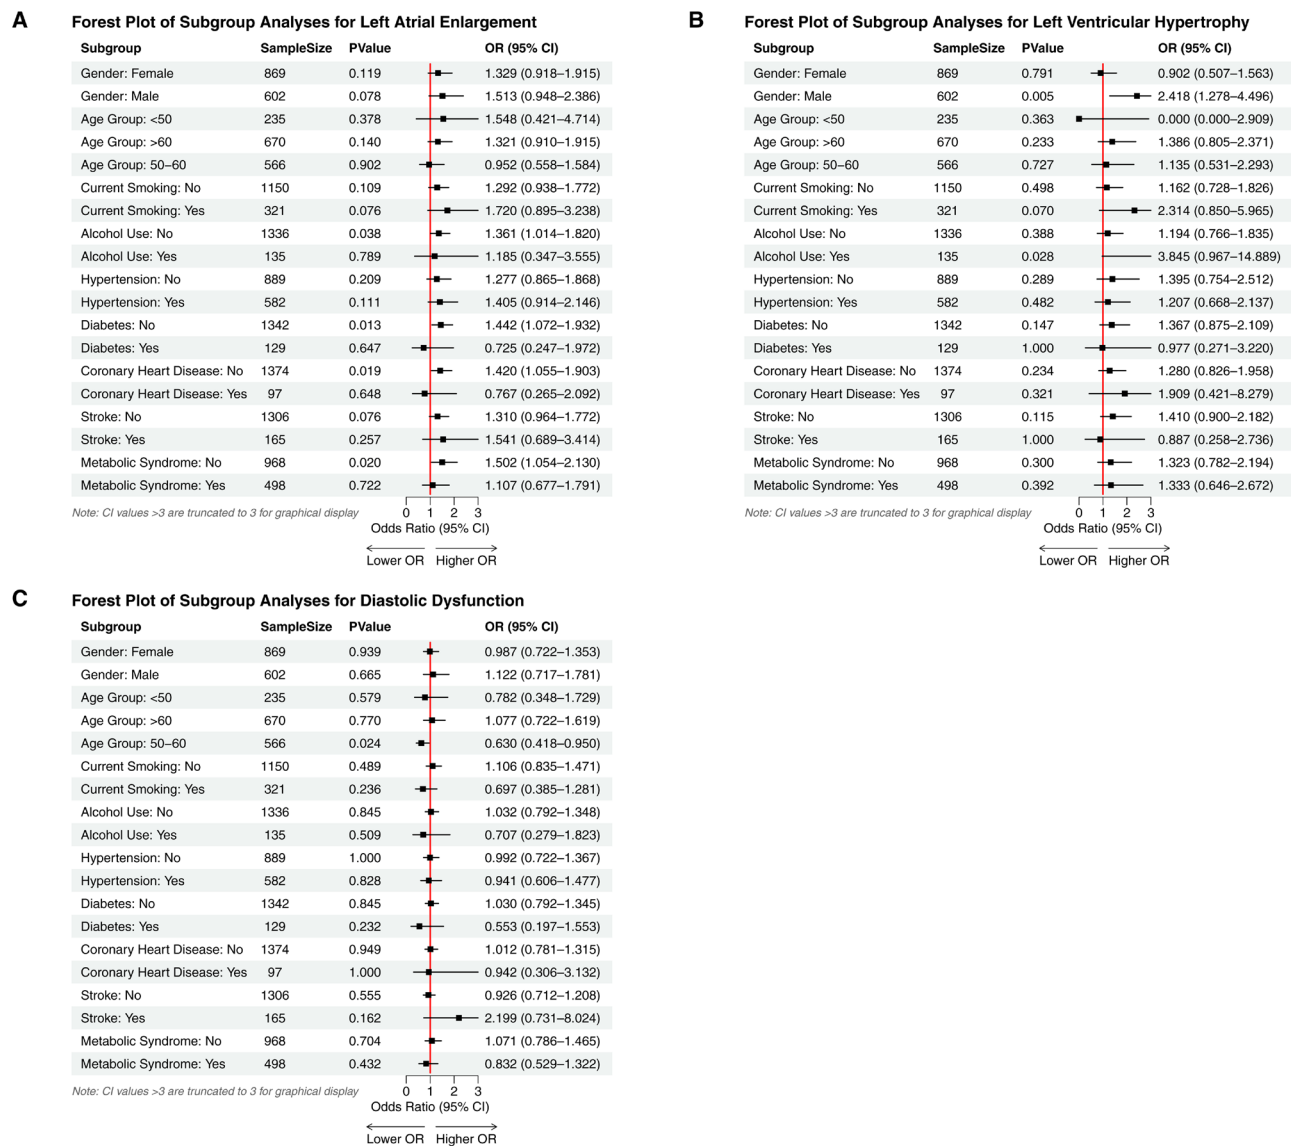 A
Forest Plot of Subgroup Analyses for Left Atrial Enlargement
Subgroup SampleSize PValue OR (95% CI)
Gender: Female 869 0.119 1.329 (0.918–1.915)
Gender: Male 602 0.078 1.513 (0.948–2.386)
Age Group: <50 235 0.378 1.548 (0.421–4.714)
Age Group: >60 670 0.140 1.321 (0.910–1.915)
Age Group: 50–60 566 0.902 0.952 (0.558–1.584)
Current Smoking: No 1150 0.109 1.292 (0.938–1.772)
Current Smoking: Yes 321 0.076 1.720 (0.895–3.238)
Alcohol Use: No 1336 0.038 1.361 (1.014–1.820)
Alcohol Use: Yes 135 0.789 1.185 (0.347–3.555)
Hypertension: No 889 0.209 1.277 (0.865–1.868)
Hypertension: Yes 582 0.111 1.405 (0.914–2.146)
Diabetes: No 1342 0.013 1.442 (1.072–1.932)
Diabetes: Yes 129 0.647 0.725 (0.247–1.972)
Coronary Heart Disease: No 1374 0.019 1.420 (1.055–1.903)
Coronary Heart Disease: Yes 97 0.648 0.767 (0.265–2.092)
Stroke: No 1306 0.076 1.310 (0.964–1.772)
Stroke: Yes 165 0.257 1.541 (0.689–3.414)
Metabolic Syndrome: No 968 0.020 1.502 (1.054–2.130)
Metabolic Syndrome: Yes 498 0.722 1.107 (0.677–1.791)
0 1 2 3
Note: CI values >3 are truncated to 3 for graphical display
Odds Ratio (95% CI)
Lower OR Higher OR
B
Forest Plot of Subgroup Analyses for Left Ventricular Hypertrophy
Subgroup SampleSize PValue OR (95% CI)
Gender: Female 869 0.791 0.902 (0.507–1.563)
Gender: Male 602 0.005 2.418 (1.278–4.496)
Age Group: <50 235 0.363 0.000 (0.000–2.909)
Age Group: >60 670 0.233 1.386 (0.805–2.371)
Age Group: 50–60 566 0.727 1.135 (0.531–2.293)
Current Smoking: No 1150 0.498 1.162 (0.728–1.826)
Current Smoking: Yes 321 0.070 2.314 (0.850–5.965)
Alcohol Use: No 1336 0.388 1.194 (0.766–1.835)
Alcohol Use: Yes 135 0.028 3.845 (0.967–14.889)
Hypertension: No 889 0.289 1.395 (0.754–2.512)
Hypertension: Yes 582 0.482 1.207 (0.668–2.137)
Diabetes: No 1342 0.147 1.367 (0.875–2.109)
Diabetes: Yes 129 1.000 0.977 (0.271–3.220)
Coronary Heart Disease: No 1374 0.234 1.280 (0.826–1.958)
Coronary Heart Disease: Yes 97 0.321 1.909 (0.421–8.279)
Stroke: No 1306 0.115 1.410 (0.900–2.182)
Stroke: Yes 165 1.000 0.887 (0.258–2.736)
Metabolic Syndrome: No 968 0.300 1.323 (0.782–2.194)
Metabolic Syndrome: Yes 498 0.392 1.333 (0.646–2.672)
0 1 2 3
Note: CI values >3 are truncated to 3 for graphical display
Odds Ratio (95% CI)
Lower OR Higher OR
C
Forest Plot of Subgroup Analyses for Diastolic Dysfunction
Subgroup SampleSize PValue OR (95% CI)
Gender: Female 869 0.939 0.987 (0.722–1.353)
Gender: Male 602 0.665 1.122 (0.717–1.781)
Age Group: <50 235 0.579 0.782 (0.348–1.729)
Age Group: >60 670 0.770 1.077 (0.722–1.619)
Age Group: 50–60 566 0.024 0.630 (0.418–0.950)
Current Smoking: No 1150 0.489 1.106 (0.835–1.471)
Current Smoking: Yes 321 0.236 0.697 (0.385–1.281)
Alcohol Use: No 1336 0.845 1.032 (0.792–1.348)
Alcohol Use: Yes 135 0.509 0.707 (0.279–1.823)
Hypertension: No 889 1.000 0.992 (0.722–1.367)
Hypertension: Yes 582 0.828 0.941 (0.606–1.477)
Diabetes: No 1342 0.845 1.030 (0.792–1.345)
Diabetes: Yes 129 0.232 0.553 (0.197–1.553)
Coronary Heart Disease: No 1374 0.949 1.012 (0.781–1.315)
Coronary Heart Disease: Yes 97 1.000 0.942 (0.306–3.132)
Stroke: No 1306 0.555 0.926 (0.712–1.208)
Stroke: Yes 165 0.162 2.199 (0.731–8.024)
Metabolic Syndrome: No 968 0.704 1.071 (0.786–1.465)
Metabolic Syndrome: Yes 498 0.432 0.832 (0.529–1.322)
0 1 2 3
Note: CI values >3 are truncated to 3 for graphical display
Odds Ratio (95% CI)
Lower OR Higher OR